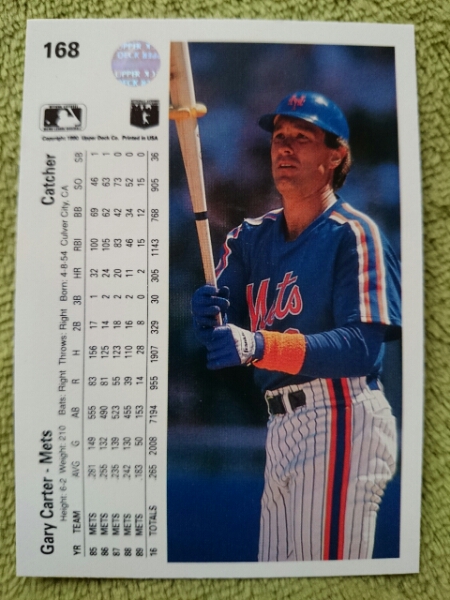 168
Gary Carter - Mets Catcher
Height: 6-2 Weight: 210 Bats: Right Throws: Right Born: 4-8-54 Culver City, CA
YR TEAM AVG G AB R H 2B 3B HR RBI BB SO SB
85 METS .281 149 555 83 156 17 1 32 100 69 46 1
86 METS .255 132 490 81 125 14 2 24 105 62 63 1
87 METS .235 139 523 55 123 18 2 20 83 42 73 0
88 METS .242 130 455 39 110 16 2 11 46 34 52 0
89 METS .183 50 153 14 28 8 0 2 15 12 15 0
16 TOTALS .265 2008 7194 955 1907 329 30 305 1143 768 905 36
Copyright 1990 Upper Deck Co. Printed in USA
Mets